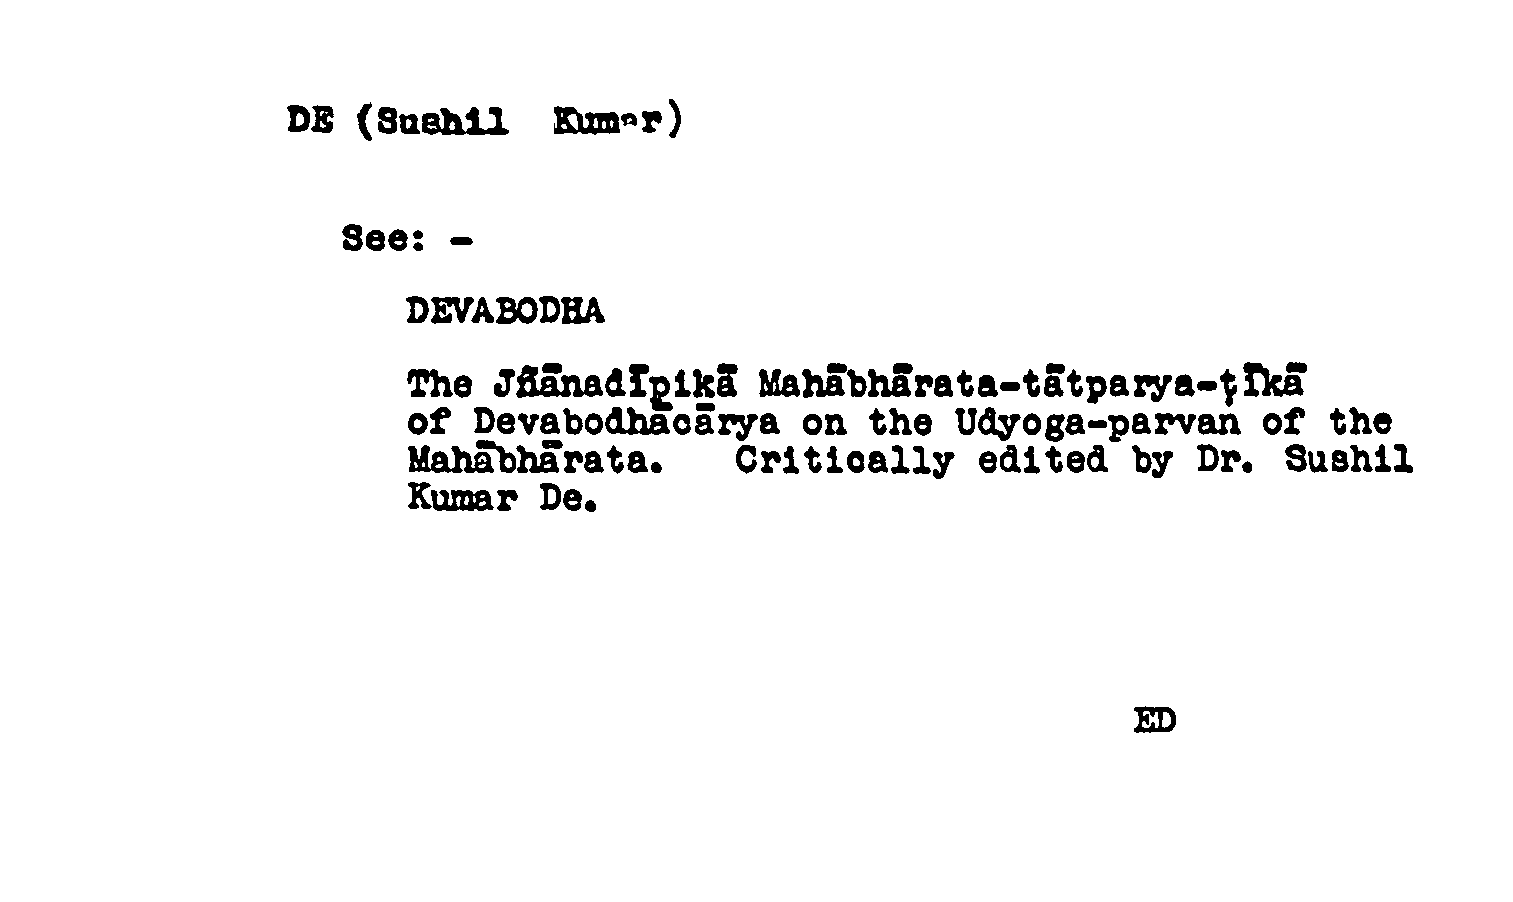 DE (Sushil Kumar)
See: -
DEVABODHA
The Jñānadīpikā Mahābhārata-tātparya-ṭīkā
of Devabodhācārya on the Udyoga-parvan of the
Mahābhārata. Critically edited by Dr. Sushil
Kumar De.
ED